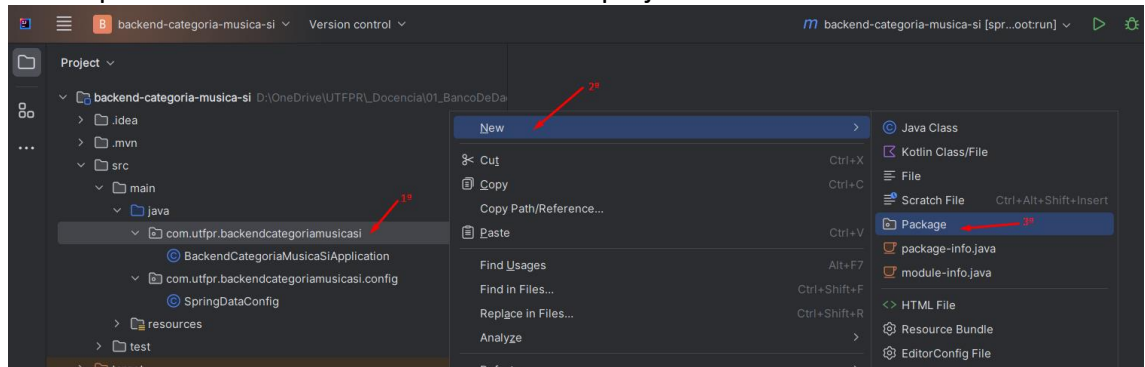 B backend-categoria-musica-si Version control
m backend-categoria-musica-si [spr...oot:run]
Project
backend-categoria-musica-si D:\OneDrive\UTFPR\_Docencia\01_BancoDeDa
.idea
.mvn
src
main
java
com.utfpr.backendcategoriamusicasi
BackendCategoriaMusicaSiApplication
com.utfpr.backendcategoriamusicasi.config
SpringDataConfig
resources
test
1º
2º
New
Cut Ctrl+X
Copy Ctrl+C
Copy Path/Reference...
Paste Ctrl+V
Find Usages Alt+F7
Find in Files... Ctrl+Shift+F
Replace in Files... Ctrl+Shift+R
Analyze
Java Class
Kotlin Class/File
File
Scratch File Ctrl+Alt+Shift+Insert
Package 3º
package-info.java
module-info.java
HTML File
Resource Bundle
EditorConfig File